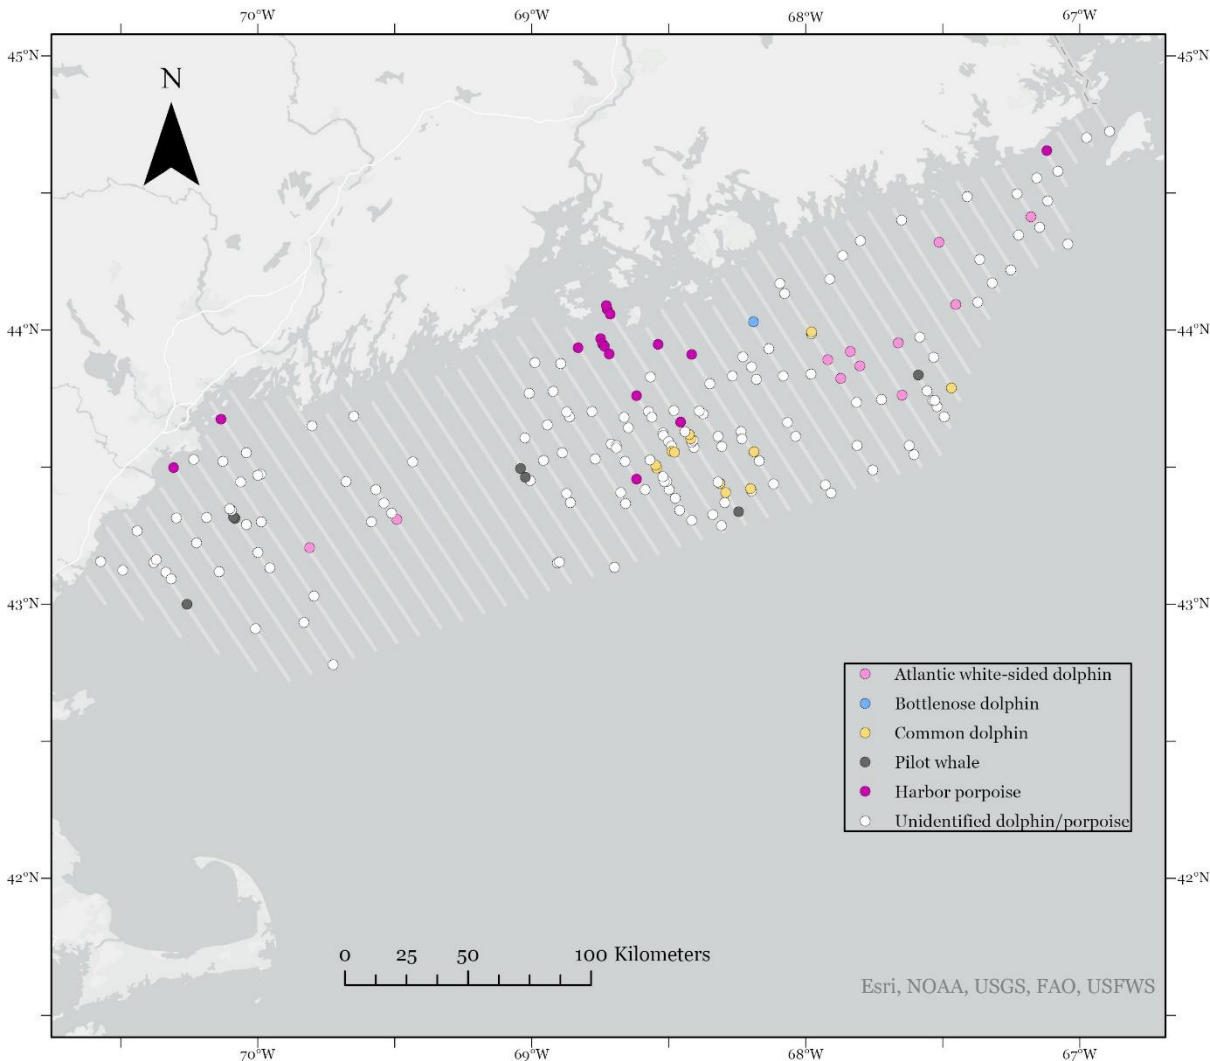 70°W 69°W 68°W 67°W
45°N 45°N
N
44°N 44°N
43°N 43°N
Atlantic white-sided dolphin
Bottlenose dolphin
Common dolphin
Pilot whale
Harbor porpoise
Unidentified dolphin/porpoise
42°N 42°N
0 25 50 100 Kilometers
Esri, NOAA, USGS, FAO, USFWS
70°W 69°W 68°W 67°W